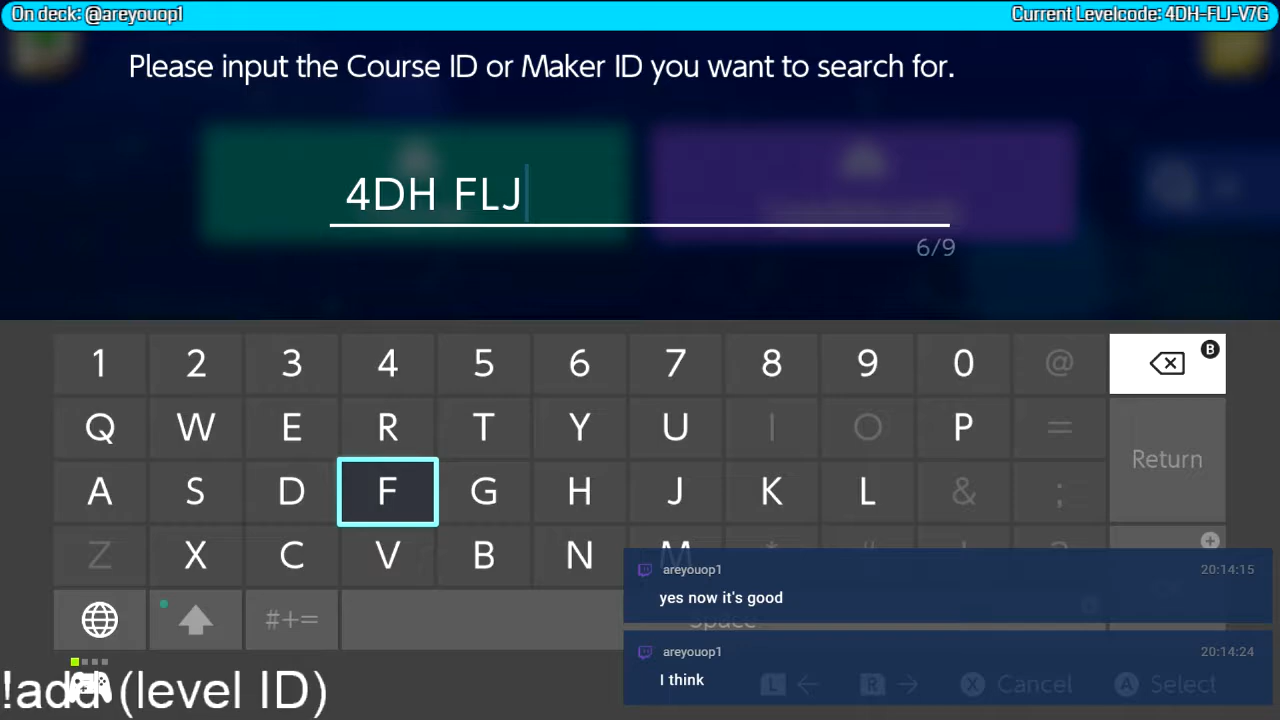 On deck: @areyouop1
Current Levelcode: 4DH-FLJ-V7G
Please input the Course ID or Maker ID you want to search for.
4DH FLJ
6/9
1 2 3 4 5 6 7 8 9 0 @ B
Q W E R T Y U I O P =
Return
A S D F G H J K L & ;
Z X C V B N M
#+=
Space
areyouop1 20:14:15
yes now it's good
areyouop1 20:14:24
I think
L R X Cancel A Select
!add (level ID)